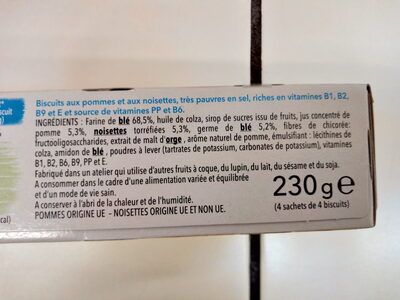 scuit
Biscuits aux pommes et aux noisettes, très pauvres en sel, riches en vitamines B1, B2,
B9 et E et source de vitamines PP et B6.
INGRÉDIENTS : Farine de blé 68,5%, huile de colza, sirop de sucres issu de fruits, jus concentré de
pomme 5,3%, noisettes torréfiées 5,3%, germe de blé 5,2%, fibres de chicorée:
fructooligosaccharides, extrait de malt d'orge, arôme naturel de pomme, émulsifiant : lécithines de
colza, amidon de blé, poudres à lever (tartrates de potassium, carbonates de potassium), vitamines
B1, B2, B6, B9, PP et E.
Fabriqué dans un atelier qui utilise d'autres fruits à coque, du lupin, du lait, du sésame et du soja.
A consommer dans le cadre d'une alimentation variée et équilibrée
et d'un mode de vie sain.
A conserver à l'abri de la chaleur et de l'humidité.
POMMES ORIGINE UE - NOISETTES ORIGINE UE ET NON UE.
230g e
(4 sachets de 4 biscuits)
cal)